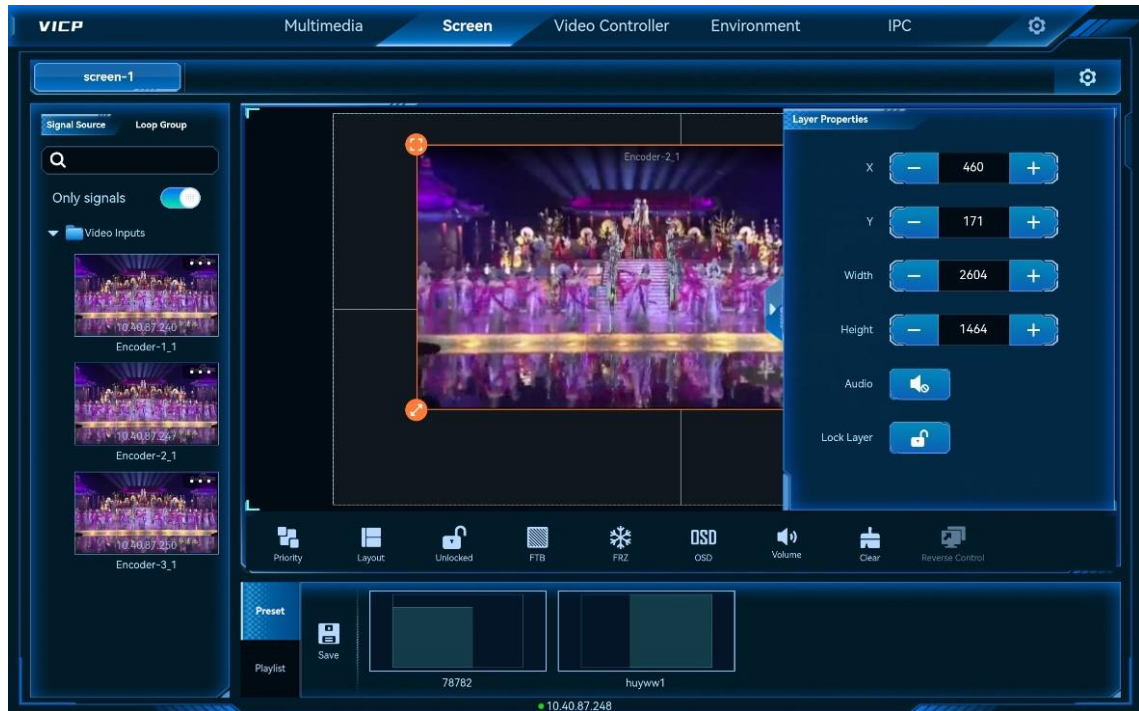 VICP
Multimedia
Screen
Video Controller
Environment
IPC
screen-1
Signal Source
Loop Group
Only signals
Video Inputs
10.40.87.240
Encoder-1_1
10.40.87.247
Encoder-2_1
10.40.87.250
Encoder-3_1
Encoder-2_1
Layer Properties
X
460
Y
171
Width
2604
Height
1464
Audio
Lock Layer
Priority
Layout
Unlocked
FTB
FRZ
OSD
OSD
Volume
Clear
Reverse Control
Preset
Playlist
Save
78782
huyww1
10.40.87.248